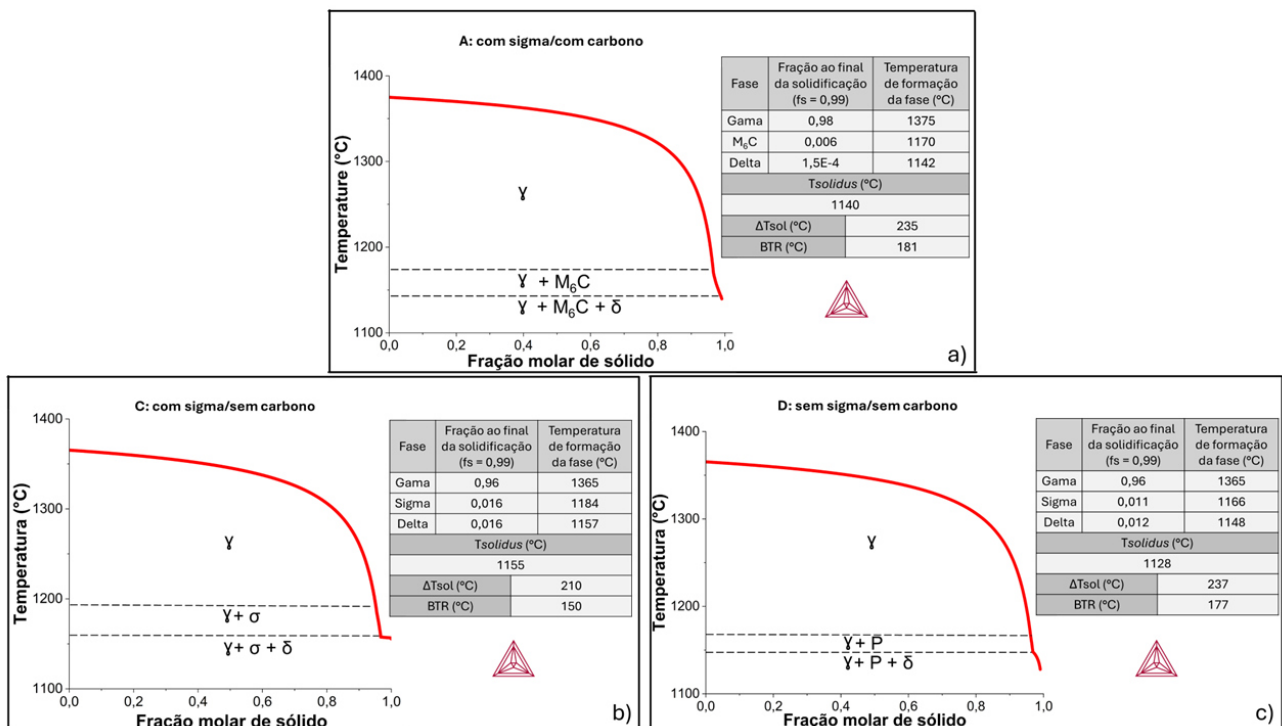 A: com sigma/com carbono
Temperature (°C)
1400
1300
1200
1100
ɣ
ɣ + M₆C
ɣ + M₆C + δ
0,0 0,2 0,4 0,6 0,8 1,0
Fração molar de sólido
Fase Fração ao final da solidificação (fs = 0,99) Temperatura de formação da fase (°C)
Gama 0,98 1375
M₆C 0,006 1170
Delta 1,5E-4 1142
Tsolidus (°C)
1140
ΔTsol (°C) 235
BTR (°C) 181
a)
C: com sigma/sem carbono
Temperatura (°C)
1400
1300
1200
1100
ɣ
ɣ+ σ
ɣ+ σ + δ
0,0 0,2 0,4 0,6 0,8 1,0
Fração molar de sólido
Fase Fração ao final da solidificação (fs = 0,99) Temperatura de formação da fase (°C)
Gama 0,96 1365
Sigma 0,016 1184
Delta 0,016 1157
Tsolidus (°C)
1155
ΔTsol (°C) 210
BTR (°C) 150
b)
D: sem sigma/sem carbono
Temperatura (°C)
1400
1300
1200
1100
ɣ
ɣ+ P
ɣ+ P + δ
0,0 0,2 0,4 0,6 0,8 1,0
Fração molar de sólido
Fase Fração ao final da solidificação (fs = 0,99) Temperatura de formação da fase (°C)
Gama 0,96 1365
Sigma 0,011 1166
Delta 0,012 1148
Tsolidus (°C)
1128
ΔTsol (°C) 237
BTR (°C) 177
c)